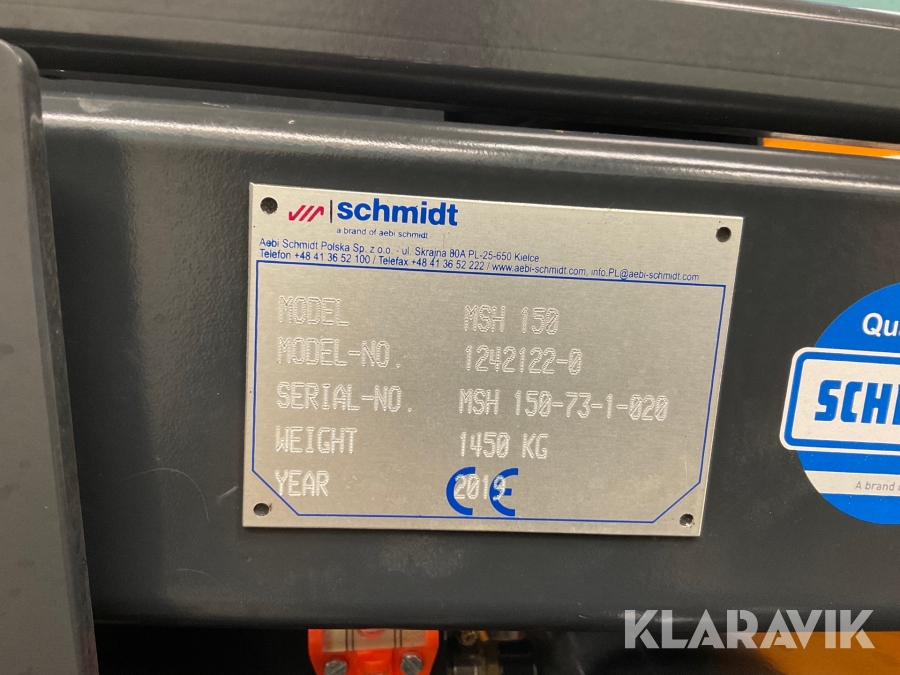 schmidt
a brand of aebi schmidt
Aebi Schmidt Polska Sp. z o.o. - ul. Skrajna 80A PL-25-650 Kielce
Telefon +48 41 36 52 100 / Telefax +48 41 36 52 222 / www.aebi-schmidt.com, info.PL@aebi-schmidt.com
MODEL MSH 150
MODEL-NO. 1242122-0
SERIAL-NO. MSH 150-73-1-020
WEIGHT 1450 KG
YEAR 2019
CE
Qu
SCH
A brand
KLARAVIK